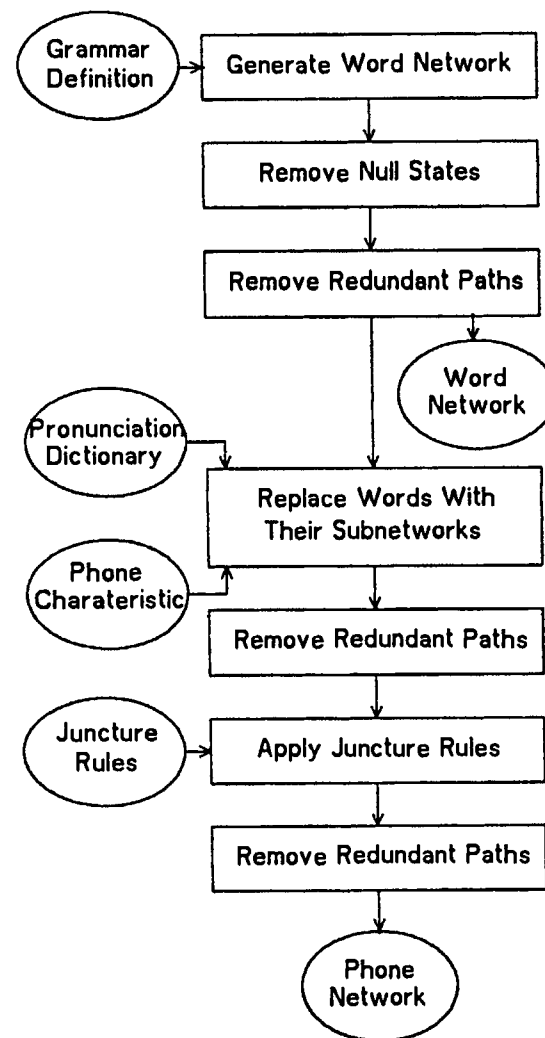 Grammar
Definition
Generate Word Network
Remove Null States
Remove Redundant Paths
Word
Network
Pronunciation
Dictionary
Replace Words With
Their Subnetworks
Phone
Charateristic
Remove Redundant Paths
Juncture
Rules
Apply Juncture Rules
Remove Redundant Paths
Phone
Network